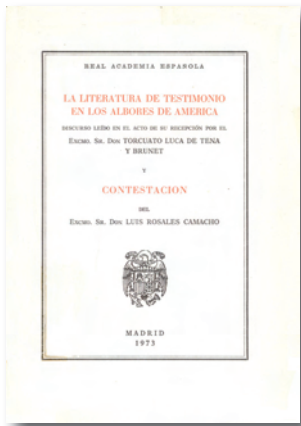 REAL ACADEMIA ESPAÑOLA
LA LITERATURA DE TESTIMONIO
EN LOS ALBORES DE AMERICA
DISCURSO LEÍDO EN EL ACTO DE SU RECEPCIÓN POR EL
EXCMO. SR. DON TORCUATO LUCA DE TENA
Y BRUNET
Y
CONTESTACION
DEL
EXCMO. SR. DON LUIS ROSALES CAMACHO
MADRID
1973